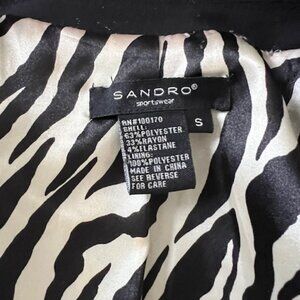 SANDRO®
sportswear
S
RN#100170
SHELL:
63%POLYESTER
33%RAYON
4%ELASTANE
LINING:
100%POLYESTER
MADE IN CHINA
SEE REVERSE
FOR CARE